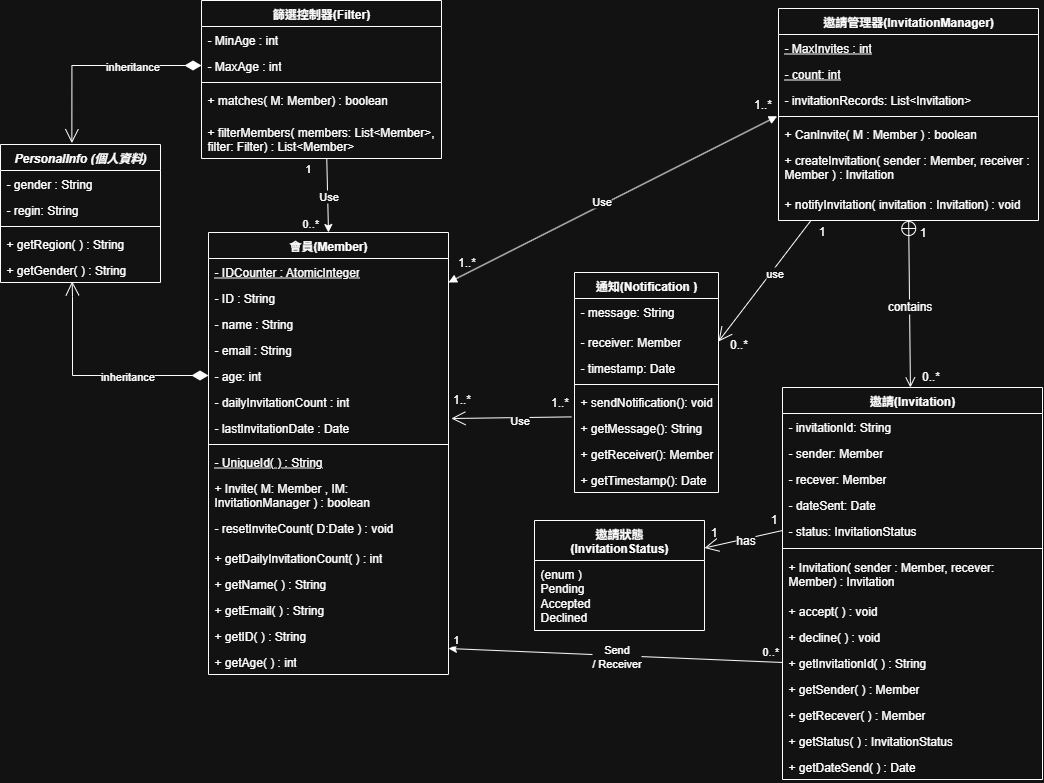 篩選控制器(Filter)
- MinAge : int
- MaxAge : int
+ matches( M: Member) : boolean
+ filterMembers( members: List<Member>,
filter: Filter) : List<Member>
inheritance
PersonalInfo (個人資料)
- gender : String
- regin: String
+ getRegion( ) : String
+ getGender( ) : String
inheritance
1
Use
0..*
會員(Member)
- IDCounter : AtomicInteger
- ID : String
- name : String
- email : String
- age: int
- dailyInvitationCount : int
- lastInvitationDate : Date
- UniqueId( ) : String
+ Invite( M: Member , IM:
InvitationManager ) : boolean
- resetInviteCount( D:Date ) : void
+ getDailyInvitationCount( ) : int
+ getName( ) : String
+ getEmail( ) : String
+ getID( ) : String
+ getAge( ) : int
1..*
Use
1..*
邀請管理器(InvitationManager)
- MaxInvites : int
- count: int
- invitationRecords: List<Invitation>
+ CanInvite( M : Member ) : boolean
+ createInvitation( sender : Member, receiver :
Member ) : Invitation
+ notifyInvitation( invitation : Invitation) : void
1
use
0..*
1
contains
0..*
通知(Notification )
- message: String
- receiver: Member
- timestamp: Date
+ sendNotification(): void
+ getMessage(): String
+ getReceiver(): Member
+ getTimestamp(): Date
1..*
Use
1..*
邀請狀態
(InvitationStatus)
(enum )
Pending
Accepted
Declined
1
has
1
邀請(Invitation)
- invitationId: String
- sender: Member
- recever: Member
- dateSent: Date
- status: InvitationStatus
+ Invitation( sender : Member, recever:
Member) : Invitation
+ accept( ) : void
+ decline( ) : void
+ getInvitationId( ) : String
+ getSender( ) : Member
+ getRecever( ) : Member
+ getStatus( ) : InvitationStatus
+ getDateSend( ) : Date
1
Send
/ Receiver
0..*